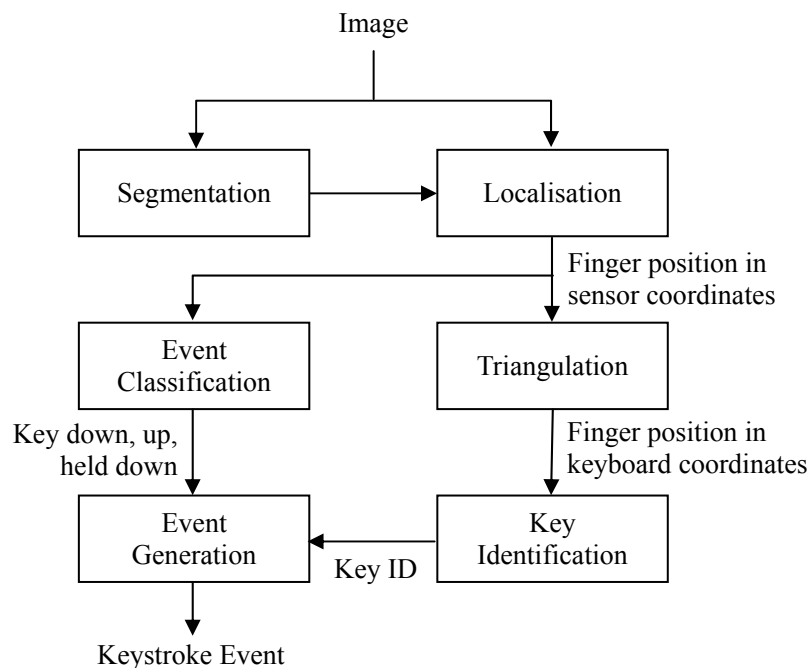 Image
Segmentation
Localisation
Finger position in
sensor coordinates
Event
Classification
Triangulation
Key down, up,
held down
Finger position in
keyboard coordinates
Event
Generation
Key ID
Key
Identification
Keystroke Event